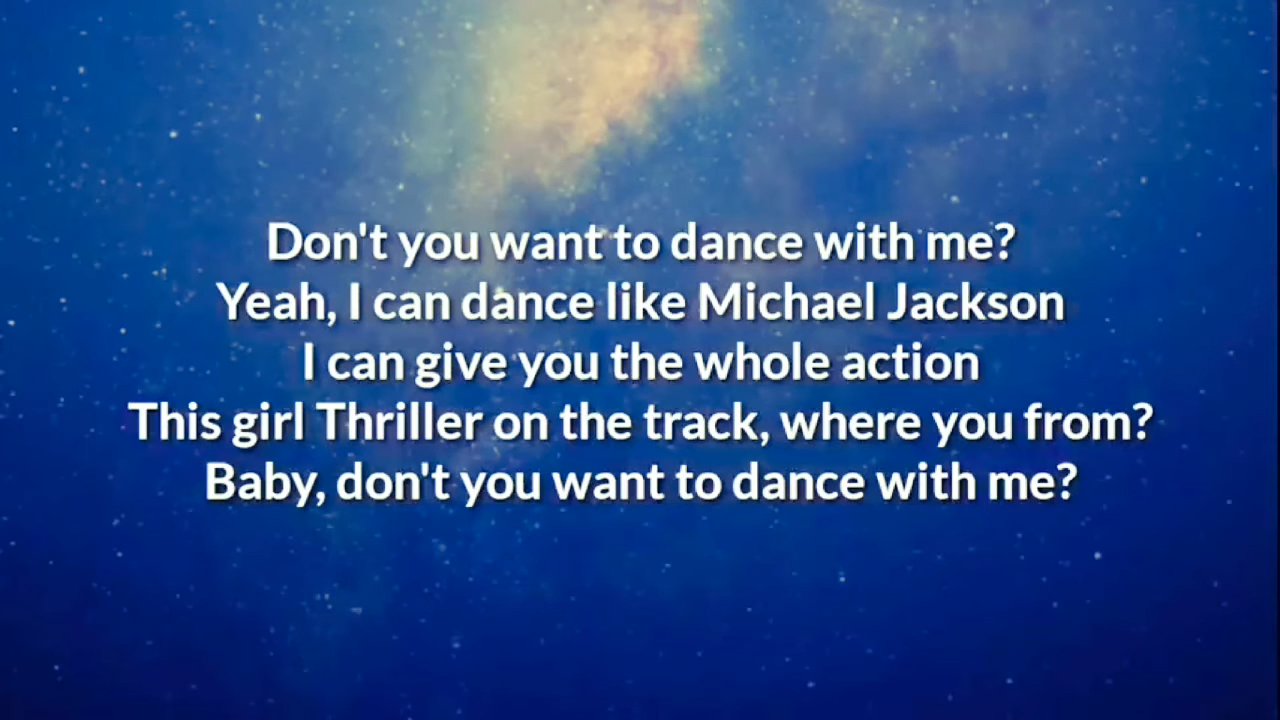 Don't you want to dance with me?
Yeah, I can dance like Michael Jackson
I can give you the whole action
This girl Thriller on the track, where you from?
Baby, don't you want to dance with me?